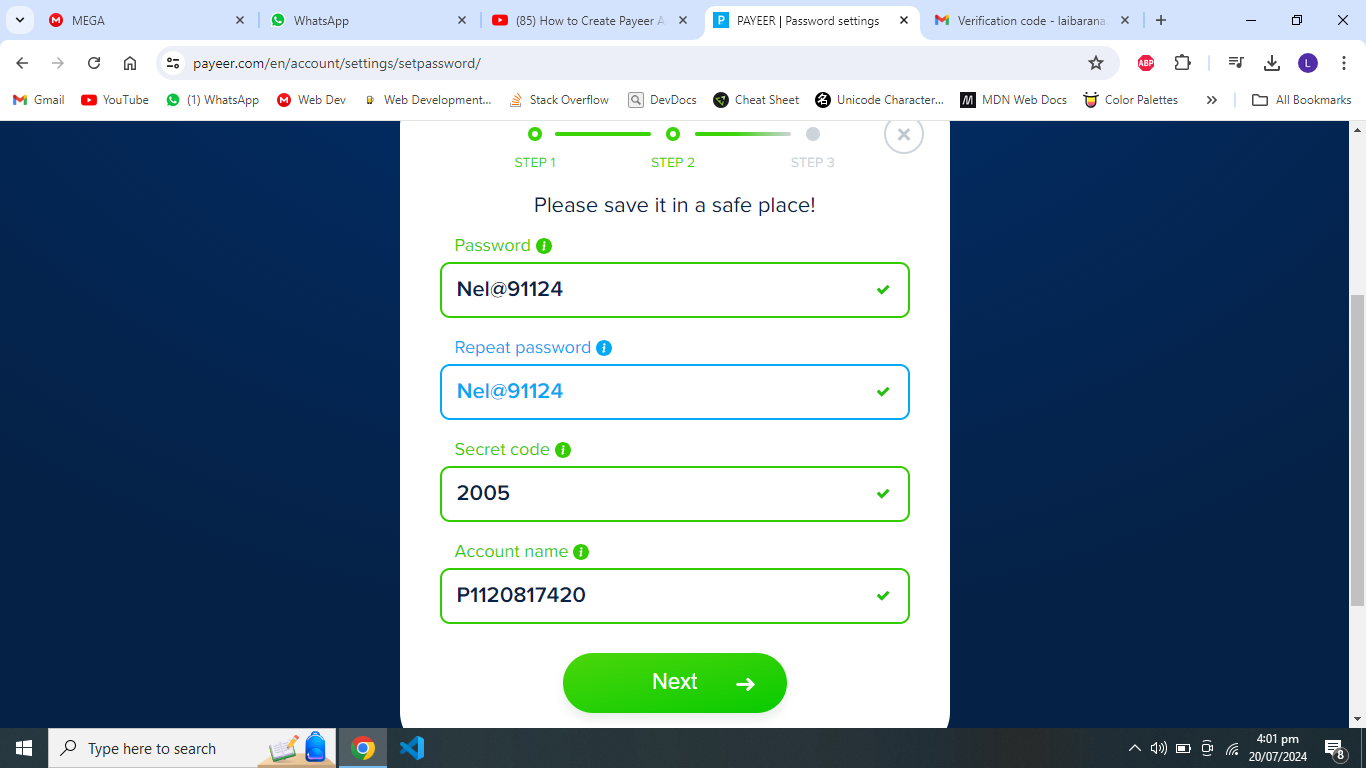 MEGA
WhatsApp
(85) How to Create Payeer A
PAYEER | Password settings
Verification code - laibarana
payeer.com/en/account/settings/setpassword/
ABP
L
Gmail
YouTube
(1) WhatsApp
Web Dev
Web Development...
Stack Overflow
DevDocs
Cheat Sheet
Unicode Character...
MDN Web Docs
Color Palettes
All Bookmarks
STEP 1
STEP 2
STEP 3
Please save it in a safe place!
Password
Nel@91124
Repeat password
Nel@91124
Secret code
2005
Account name
P1120817420
Next
Type here to search
4:01 pm
20/07/2024
8